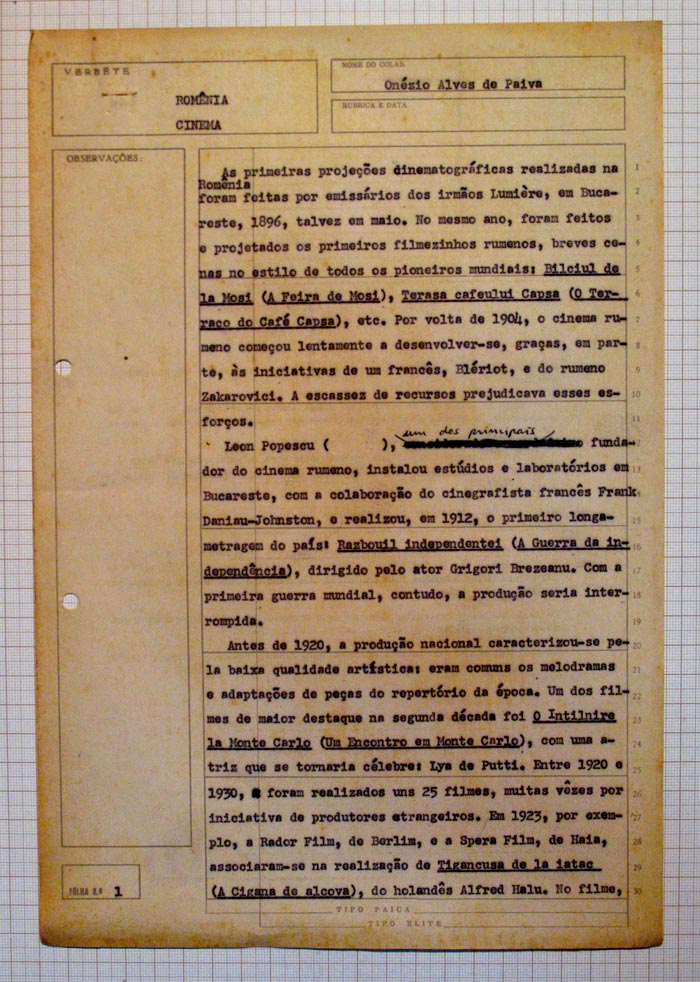 VERBETE
ROMÊNIA
CINEMA
NOME DO COLAB.
Onézio Alves de Paiva
RUBRICA E DATA
OBSERVAÇÕES:
As primeiras projeções cinematográficas realizadas na 1
Romênia
foram feitas por emissários dos irmãos Lumière, em Buca- 2
reste, 1896, talvez em maio. No mesmo ano, foram feitos 3
e projetados os primeiros filmezinhos rumenos, breves ce- 4
nas no estilo de todos os pioneiros mundiais: Bilciul de 5
la Mosi (A Feira de Mosi), Terasa cafeului Capsa (O Ter- 6
raço do Café Capsa), etc. Por volta de 1904, o cinema ru- 7
meno começou lentamente a desenvolver-se, graças, em par- 8
te, às iniciativas de um francês, Blériot, e do rumeno 9
Zakarovici. A escassez de recursos prejudicava esses es- 10
forços. 11
um dos principais
Leon Popescu ( ), funda- 12
dor do cinema rumeno, instalou estúdios e laboratórios em 13
Bucareste, com a colaboração do cinegrafista francês Frank 14
Daniau-Johnston, e realizou, em 1912, o primeiro longa- 15
metragem do país: Razbouil independentei (A Guerra da in- 16
dependência), dirigido pelo ator Grigori Brezeanu. Com a 17
primeira guerra mundial, contudo, a produção seria inter- 18
rompida. 19
Antes de 1920, a produção nacional caracterizou-se pe- 20
la baixa qualidade artística: eram comuns os melodramas 21
e adaptações de peças do repertório da época. Um dos fil- 22
mes de maior destaque na segunda década foi O Intilnire 23
la Monte Carlo (Um Encontro em Monte Carlo), com uma a- 24
triz que se tornaria célebre: Lya de Putti. Entre 1920 e 25
1930, foram realizados uns 25 filmes, muitas vêzes por 26
iniciativa de produtores etrangeiros. Em 1923, por exem- 27
plo, a Rador Film, de Berlim, e a Spera Film, de Haia, 28
associaram-se na realização de Tigancusa de la iatac 29
(A Cigana de alcova), do holandês Alfred Halu. No filme, 30
FÔLHA N.º 1
TIPO PAICA
TIPO ELITE